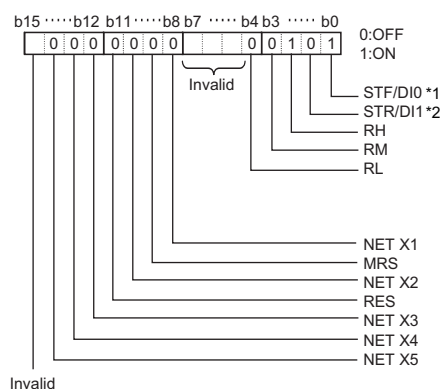 b15 ······ b12 b11 ······ b8 b7 ······ b4 b3 ······ b0
0 0 0 0 0 0 0 0 0 1 0 1
0:OFF
1:ON
Invalid
STF/DI0 *1
STR/DI1 *2
RH
RM
RL
NET X1
MRS
NET X2
RES
NET X3
NET X4
NET X5
Invalid